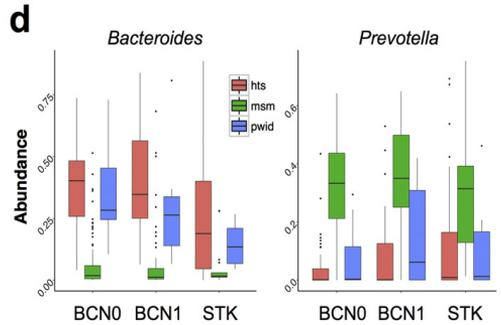 d
Bacteroides
Prevotella
Abundance
0.75
0.50
0.25
0.00
hts
msm
pwid
0.6
0.4
0.2
0.0
BCN0 BCN1 STK
BCN0 BCN1 STK